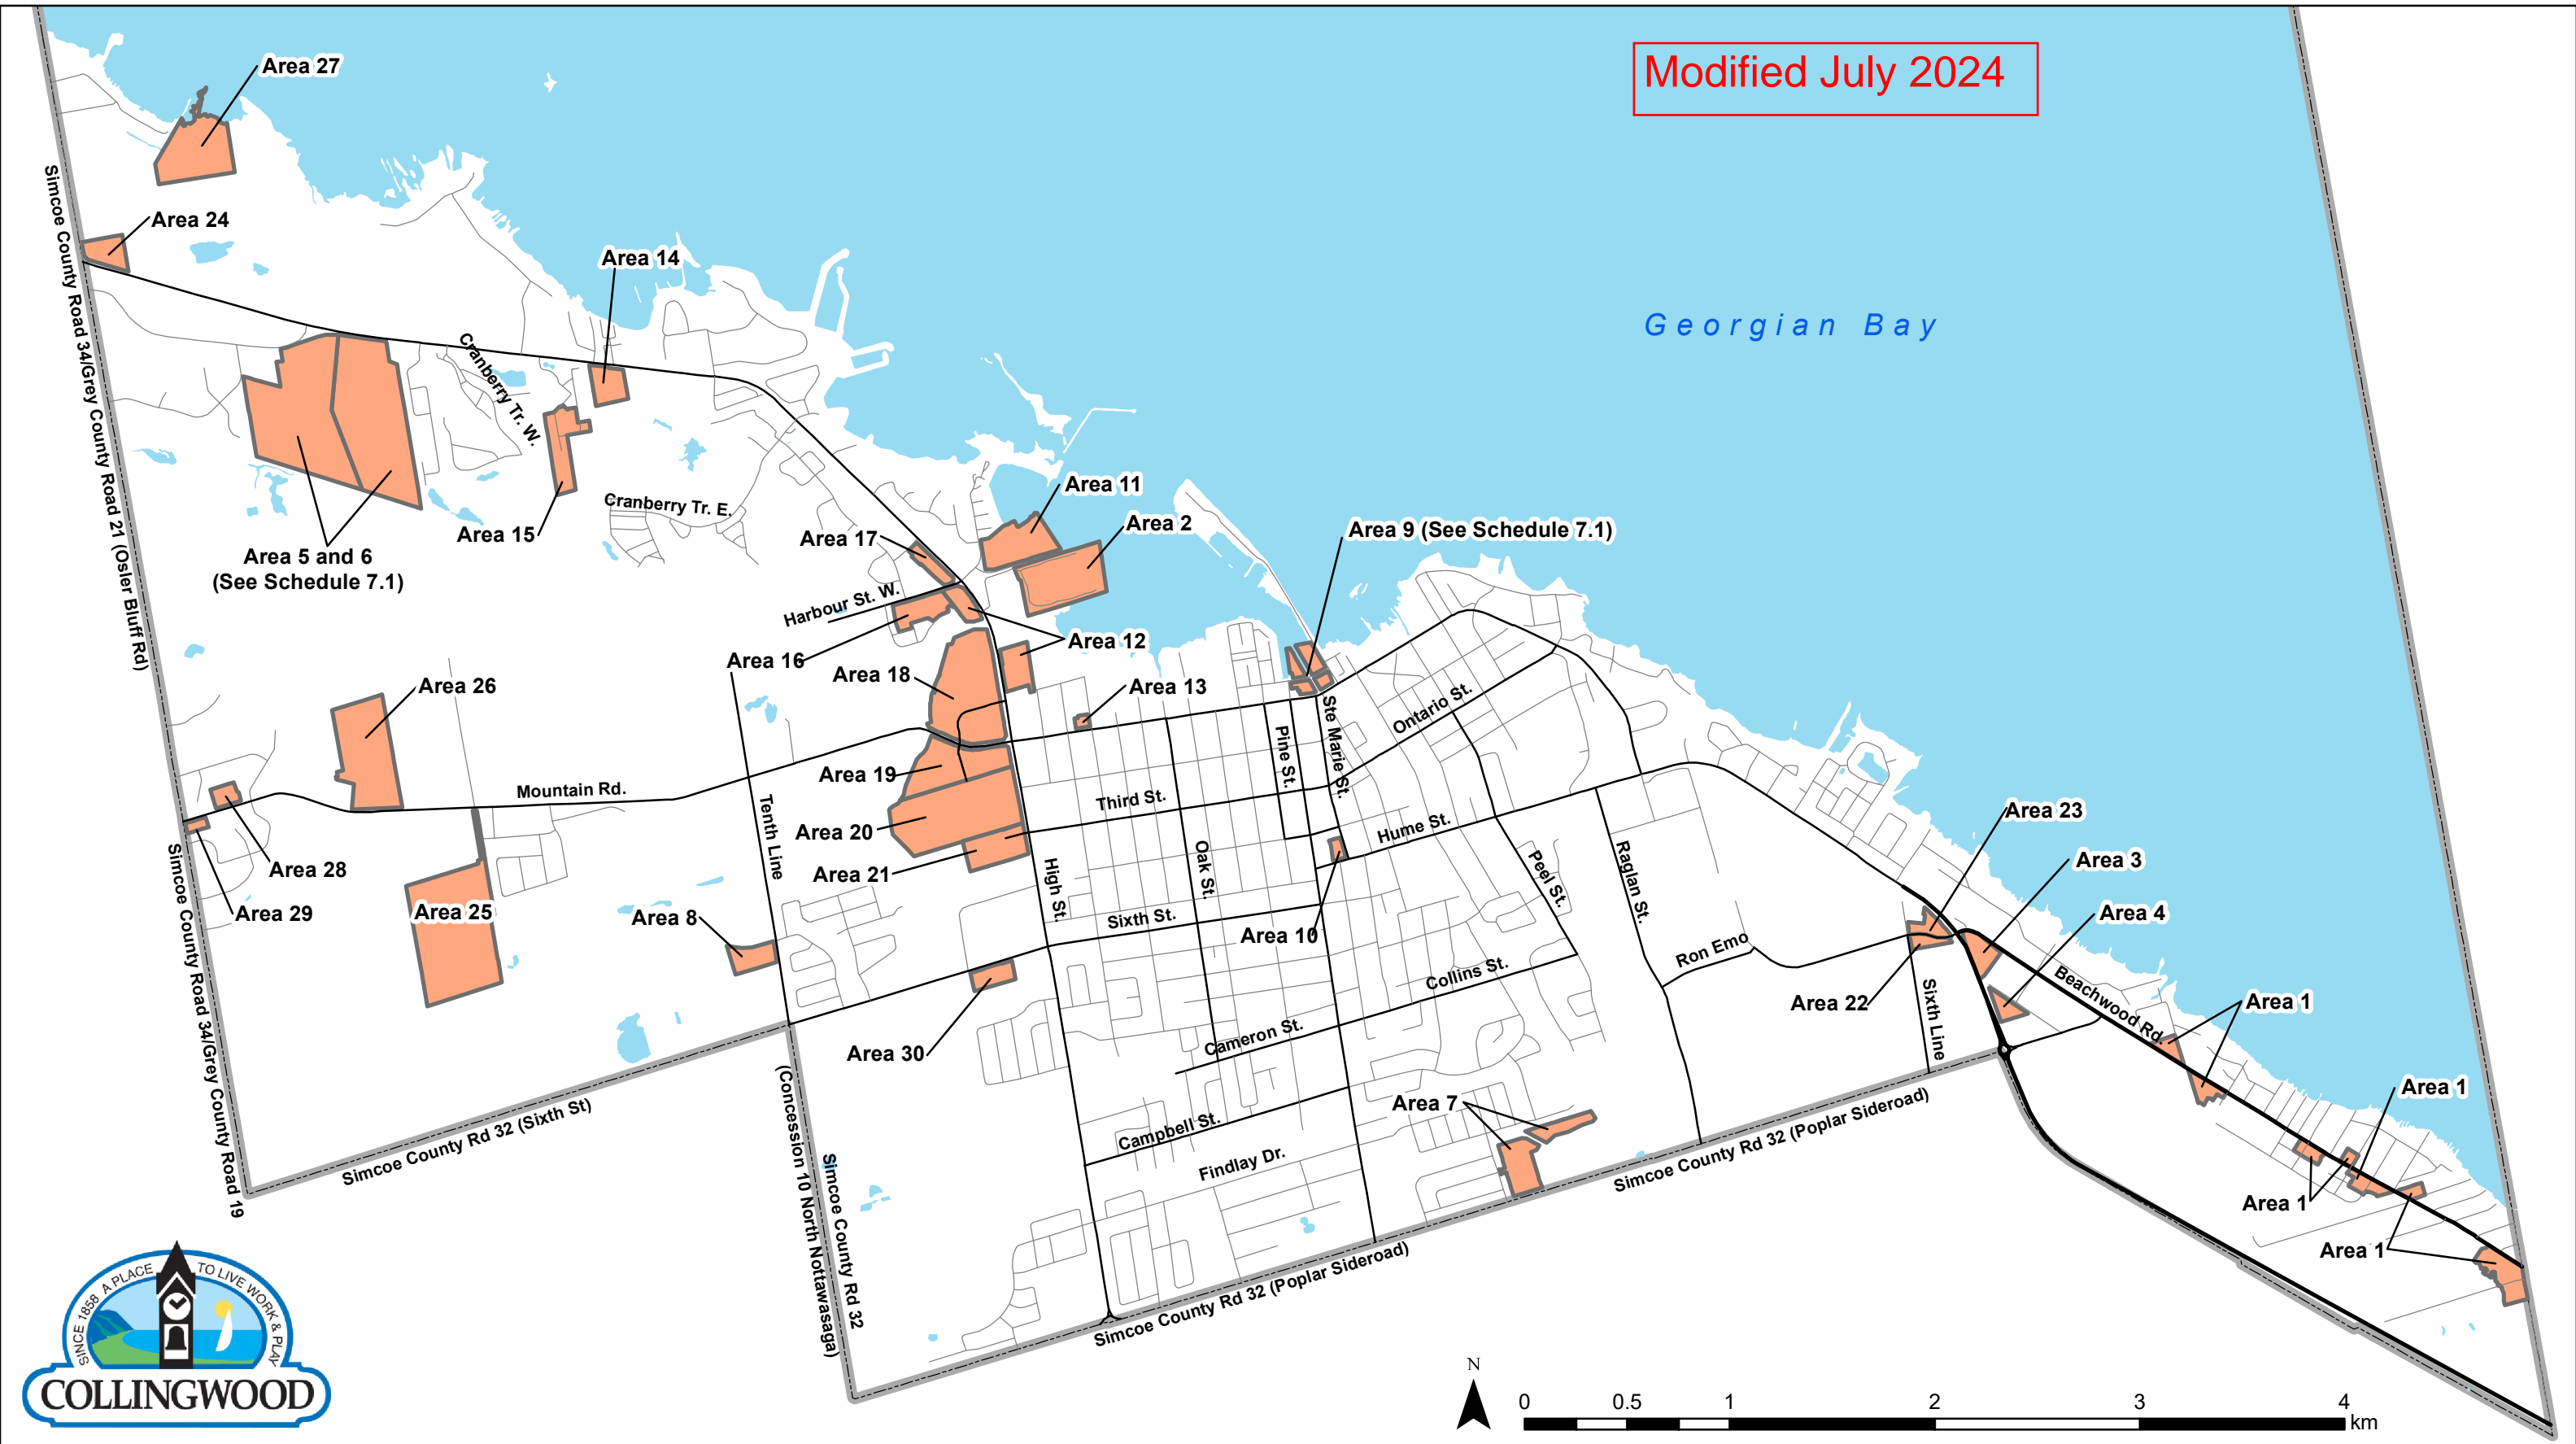 Modified July 2024
Area 27
Area 24
Area 14
Georgian Bay
Cranberry Tr. W.
Simcoe County Road 34/Grey County Road 21 (Osler Bluff Rd)
Area 11
Cranberry Tr. E.
Area 2
Area 9 (See Schedule 7.1)
Area 15
Area 17
Area 5 and 6
(See Schedule 7.1)
Harbour St. W.
Area 12
Area 16
Area 18
Area 26
Area 13
Ste Marie St.
Ontario St.
Pine St.
Area 19
Mountain Rd.
Third St.
Tenth Line
Area 20
Hume St.
Area 23
Area 28
Area 21
Area 3
High St.
Oak St.
Peel St.
Raglan St.
Area 29
Area 25
Area 8
Sixth St.
Area 10
Area 4
Ron Emo
Collins St.
Beachwood Rd.
Area 22
Sixth Line
Area 1
Simcoe County Road 34/Grey County Road 19
Area 30
Cameron St.
Area 1
Area 7
Campbell St.
Simcoe County Rd 32 (Sixth St)
Findlay Dr.
Simcoe County Rd 32 (Poplar Sideroad)
Area 1
Simcoe County Rd 32
(Concession 10 North Nottawasaga)
Area 1
Simcoe County Rd 32 (Poplar Sideroad)
SINCE 1858 A PLACE TO LIVE WORK & PLAY
COLLINGWOOD
N
0 0.5 1 2 3 4
km